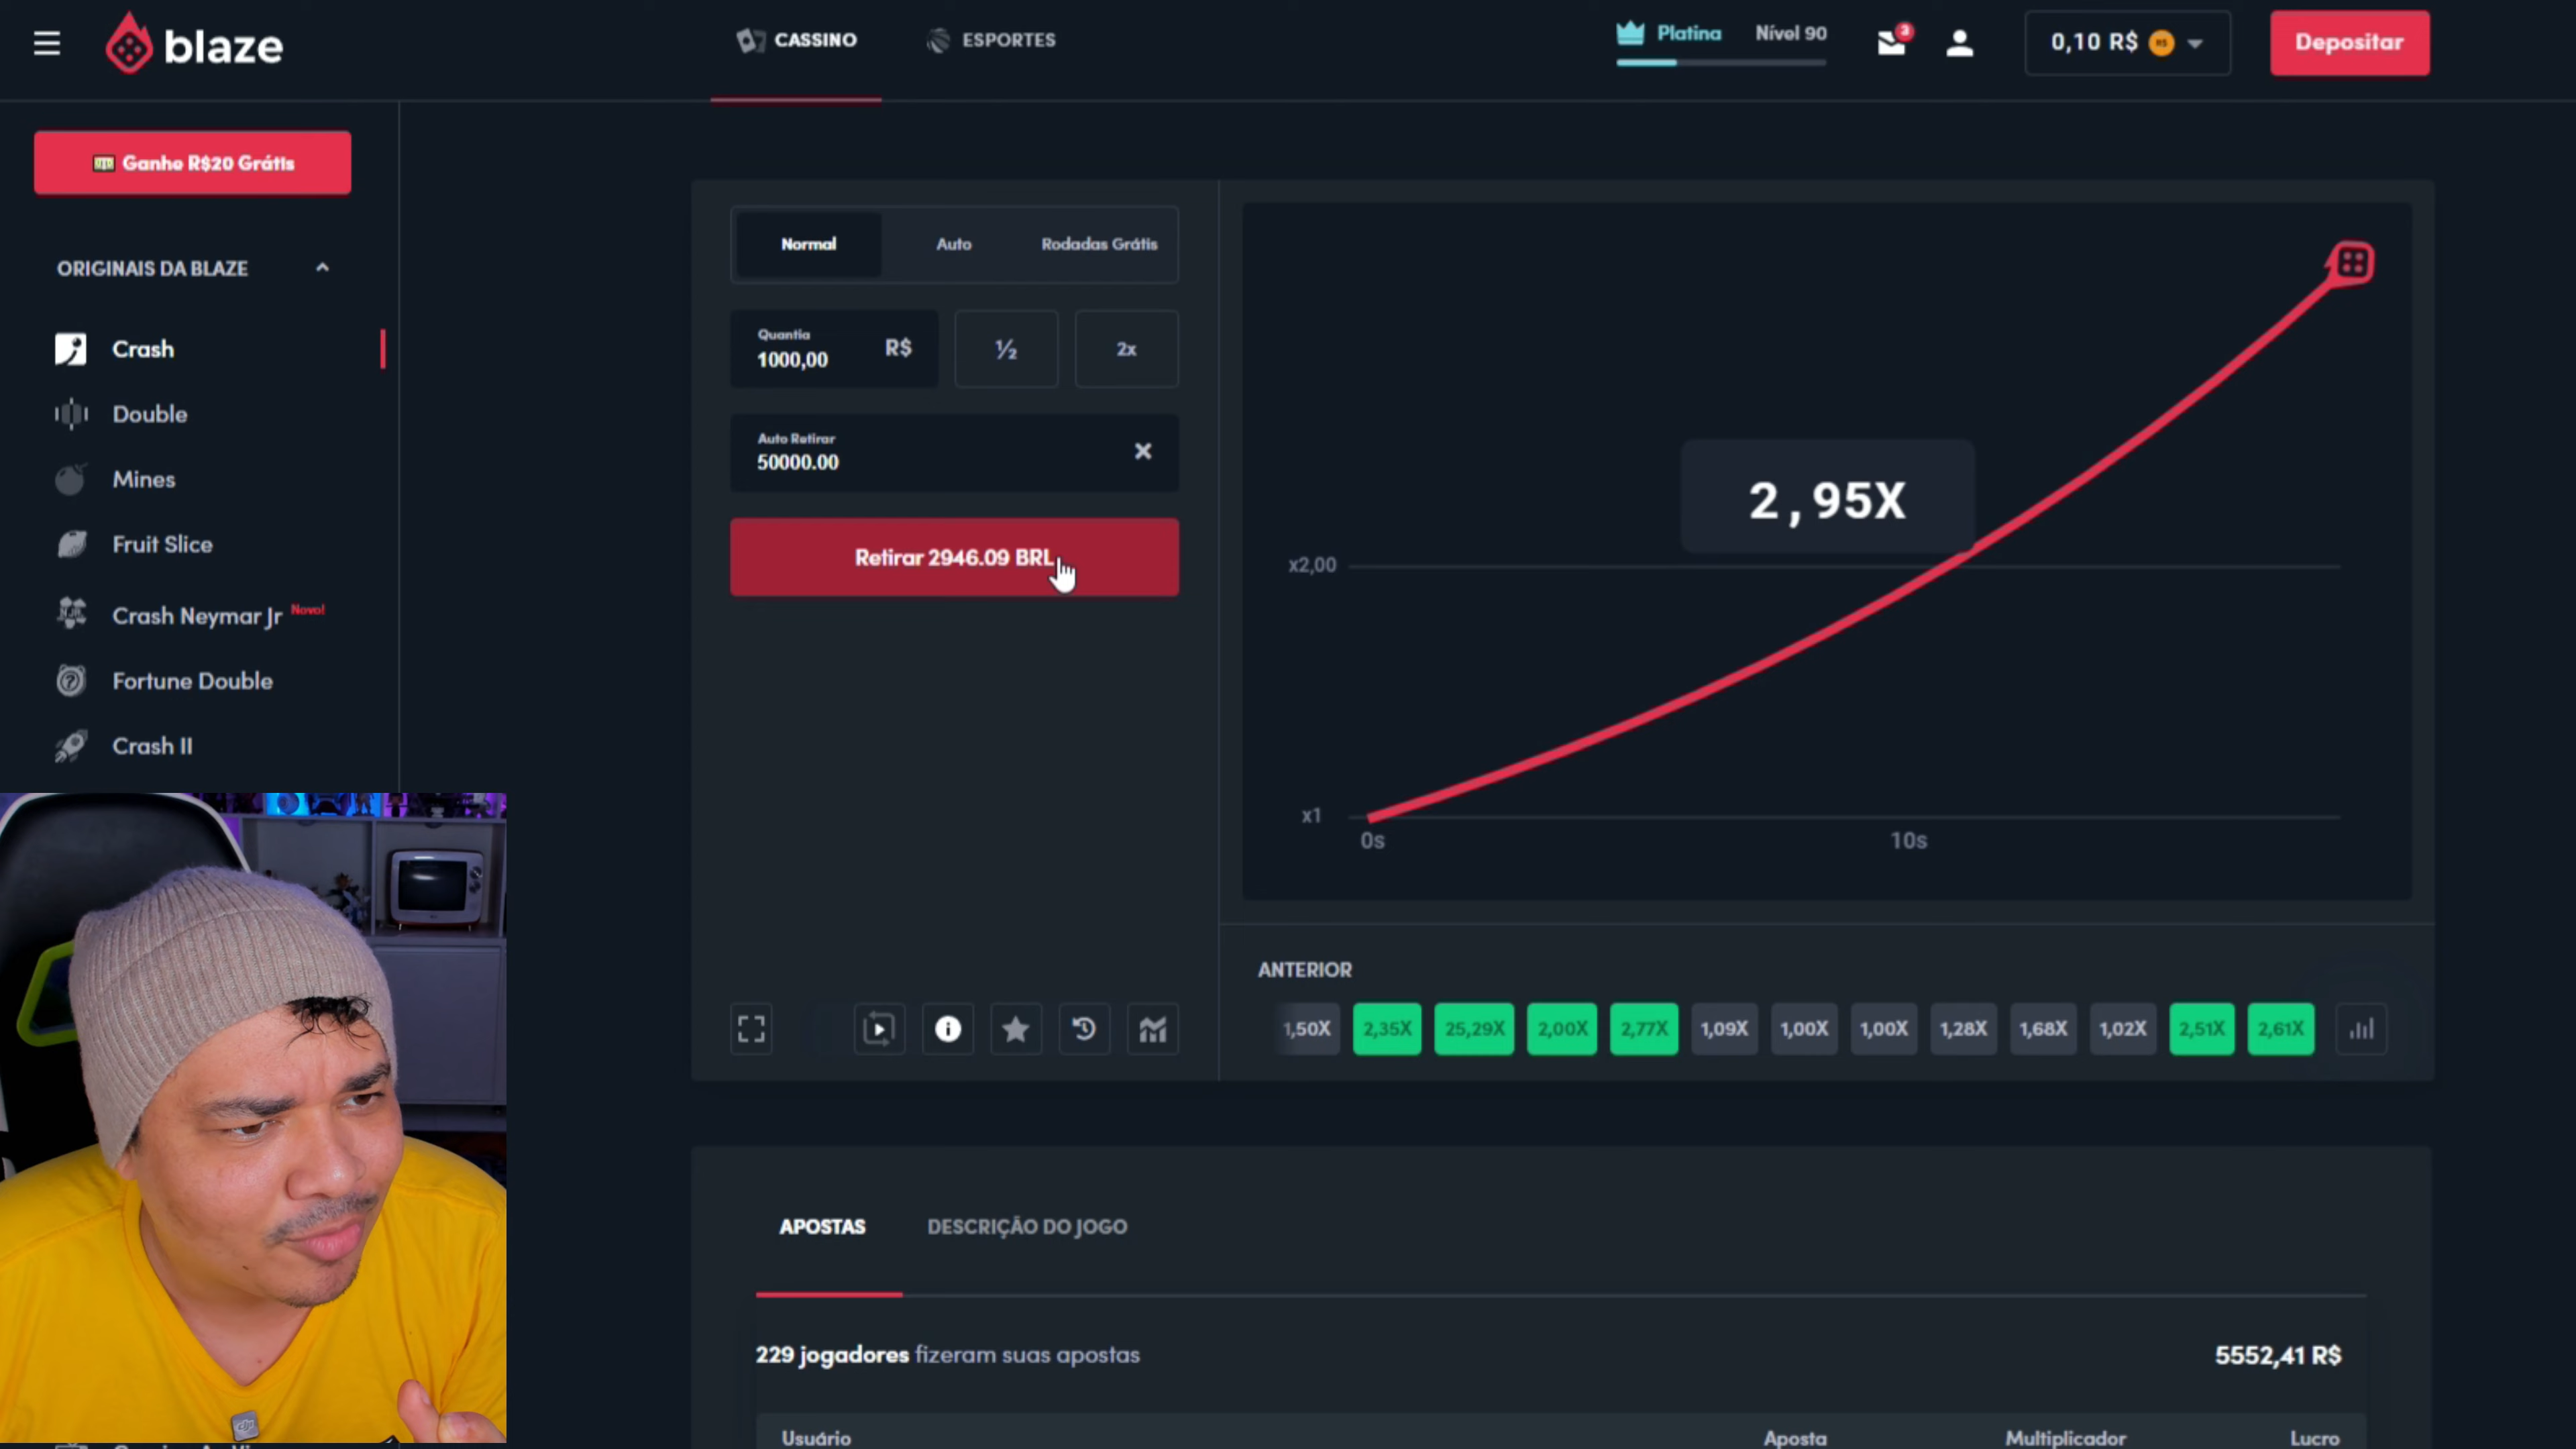 blaze
CASSINO
ESPORTES
Platina
Nível 90
3
0,10 R$
R$
Depositar
Ganhe R$20 Grátis
ORIGINAIS DA BLAZE
Crash
Double
Mines
Fruit Slice
Crash Neymar Jr Novo!
Fortune Double
Crash II
Normal
Auto
Rodadas Grátis
Quantia
1000,00
R$
½
2x
Auto Retirar
50000.00
Retirar 2946.09 BRL
2,95X
x2,00
x1
0s
10s
ANTERIOR
1,50X
2,35X
25,29X
2,00X
2,77X
1,09X
1,00X
1,00X
1,28X
1,68X
1,02X
2,51X
2,61X
APOSTAS
DESCRIÇÃO DO JOGO
229 jogadores fizeram suas apostas
5552,41 R$
Usuário
Aposta
Multiplicador
Lucro